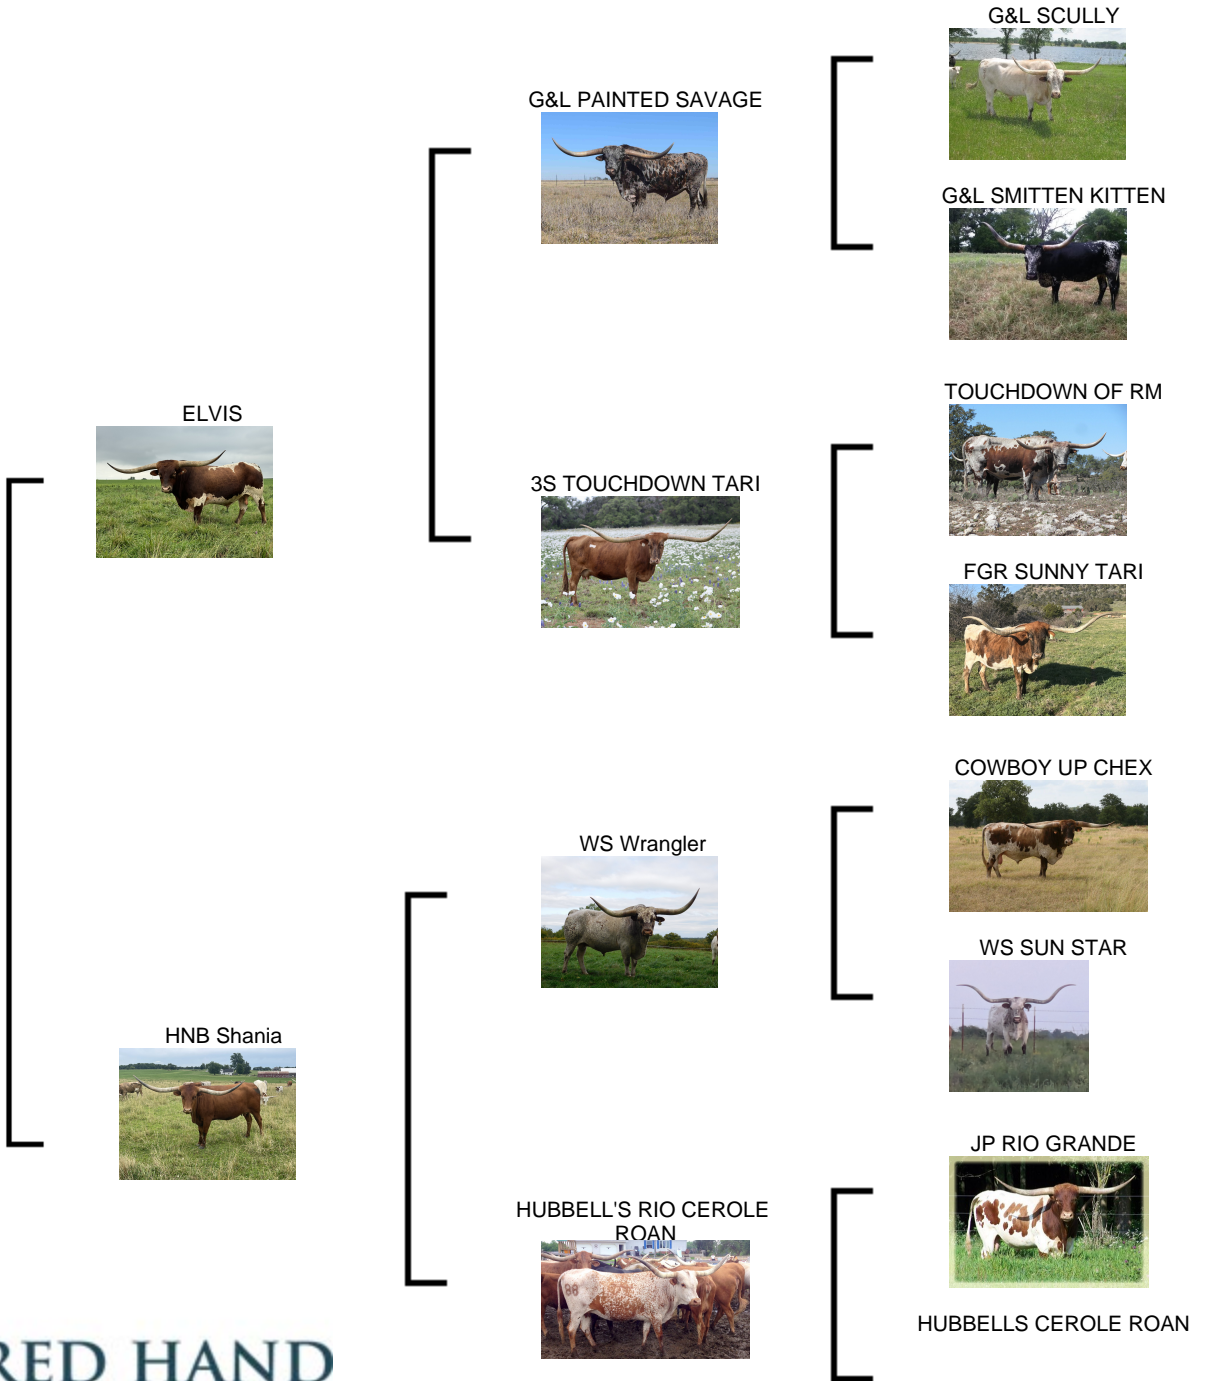 G&L SCULLY
G&L PAINTED SAVAGE
G&L SMITTEN KITTEN
TOUCHDOWN OF RM
ELVIS
3S TOUCHDOWN TARI
FGR SUNNY TARI
COWBOY UP CHEX
WS Wrangler
WS SUN STAR
HNB Shania
JP RIO GRANDE
HUBBELL'S RIO CEROLE
ROAN
88
HUBBELLS CEROLE ROAN
RED HAND